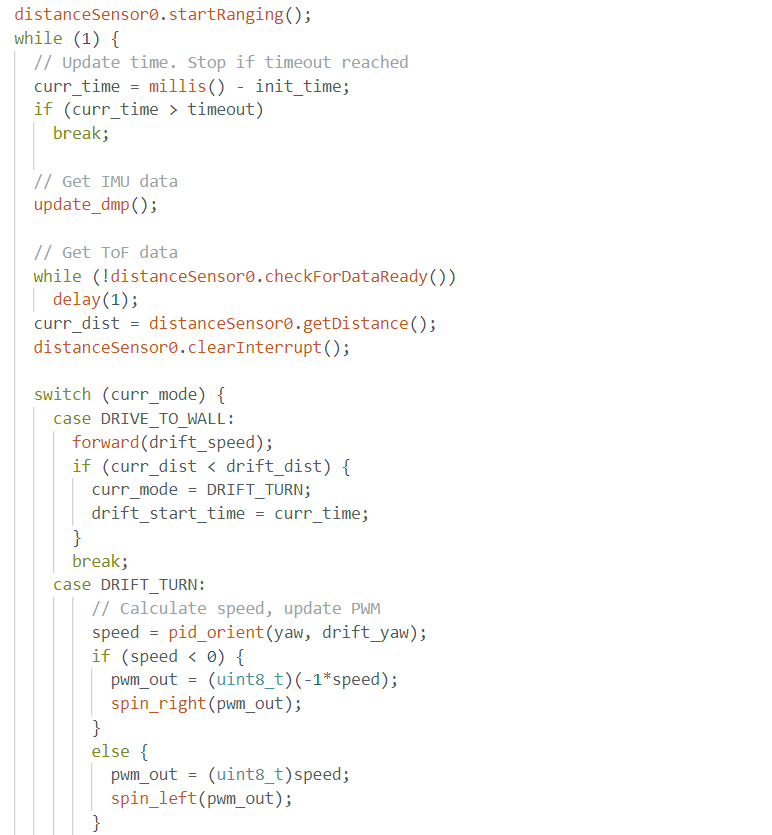 distanceSensor0.startRanging();
while (1) {
  // Update time. Stop if timeout reached
  curr_time = millis() - init_time;
  if (curr_time > timeout)
    break;

  // Get IMU data
  update_dmp();

  // Get ToF data
  while (!distanceSensor0.checkForDataReady())
    delay(1);
  curr_dist = distanceSensor0.getDistance();
  distanceSensor0.clearInterrupt();

  switch (curr_mode) {
    case DRIVE_TO_WALL:
      forward(drift_speed);
      if (curr_dist < drift_dist) {
        curr_mode = DRIFT_TURN;
        drift_start_time = curr_time;
      }
      break;
    case DRIFT_TURN:
        // Calculate speed, update PWM
        speed = pid_orient(yaw, drift_yaw);
        if (speed < 0) {
          pwm_out = (uint8_t)(-1*speed);
          spin_right(pwm_out);
        }
        else {
          pwm_out = (uint8_t)speed;
          spin_left(pwm_out);
        }